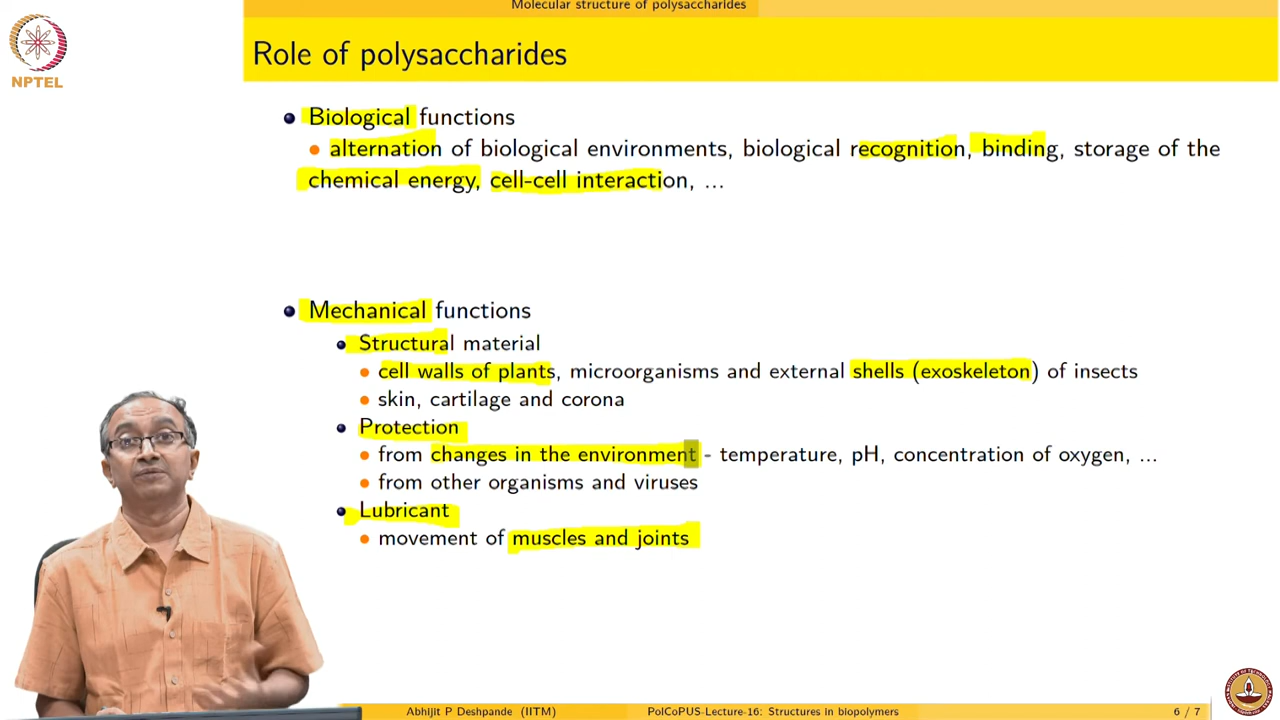 Molecular structure of polysaccharides
NPTEL
Role of polysaccharides
Biological functions
alternation of biological environments, biological recognition, binding, storage of the
chemical energy, cell-cell interaction, ...
Mechanical functions
Structural material
cell walls of plants, microorganisms and external shells (exoskeleton) of insects
skin, cartilage and corona
Protection
from changes in the environment - temperature, pH, concentration of oxygen, ...
from other organisms and viruses
Lubricant
movement of muscles and joints
Abhijit P Deshpande (IITM) PolCoPUS-Lecture-16: Structures in biopolymers 6 / 7